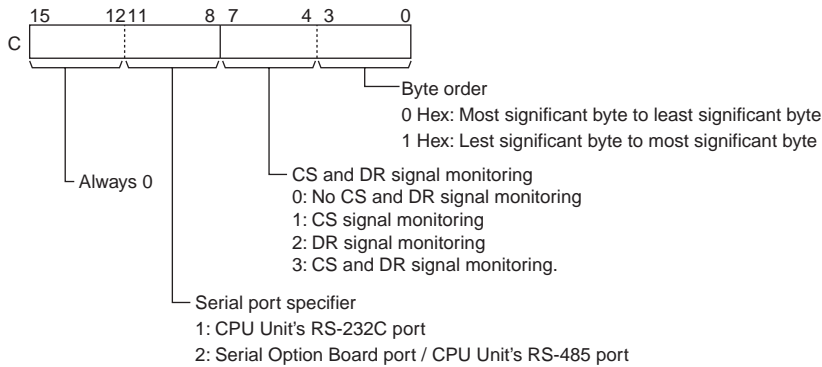 15 12 11 8 7 4 3 0
C
Byte order
0 Hex: Most significant byte to least significant byte
1 Hex: Lest significant byte to most significant byte
CS and DR signal monitoring
0: No CS and DR signal monitoring
1: CS signal monitoring
2: DR signal monitoring
3: CS and DR signal monitoring.
Always 0
Serial port specifier
1: CPU Unit's RS-232C port
2: Serial Option Board port / CPU Unit's RS-485 port